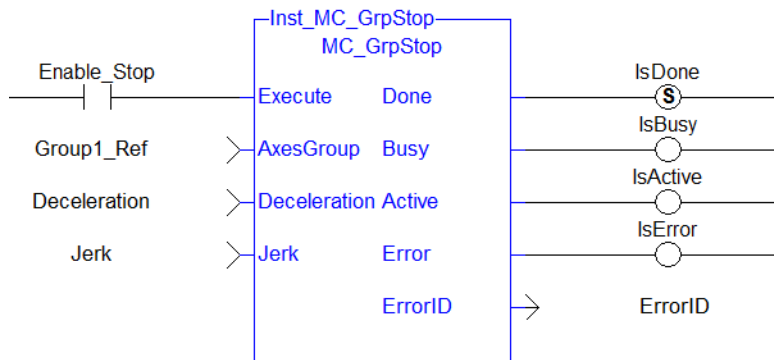 Inst_MC_GrpStop
MC_GrpStop
Enable_Stop
IsDone
Execute Done
S
IsBusy
Group1_Ref
AxesGroup Busy
IsActive
Deceleration
Deceleration Active
IsError
Jerk
Jerk Error
ErrorID
ErrorID